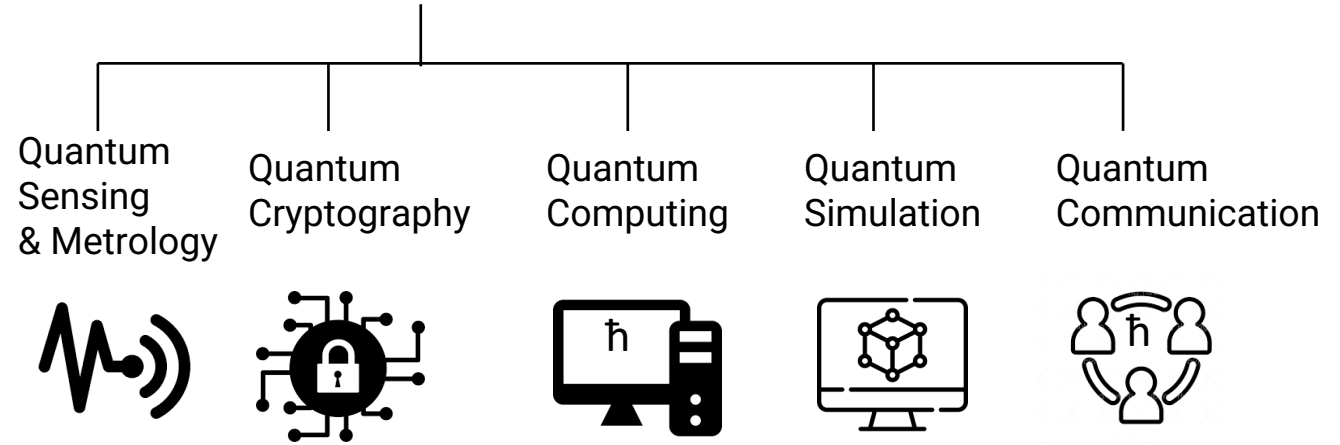 Quantum
Sensing
& Metrology
Quantum
Cryptography
Quantum
Computing
Quantum
Simulation
Quantum
Communication
ħ
ħ